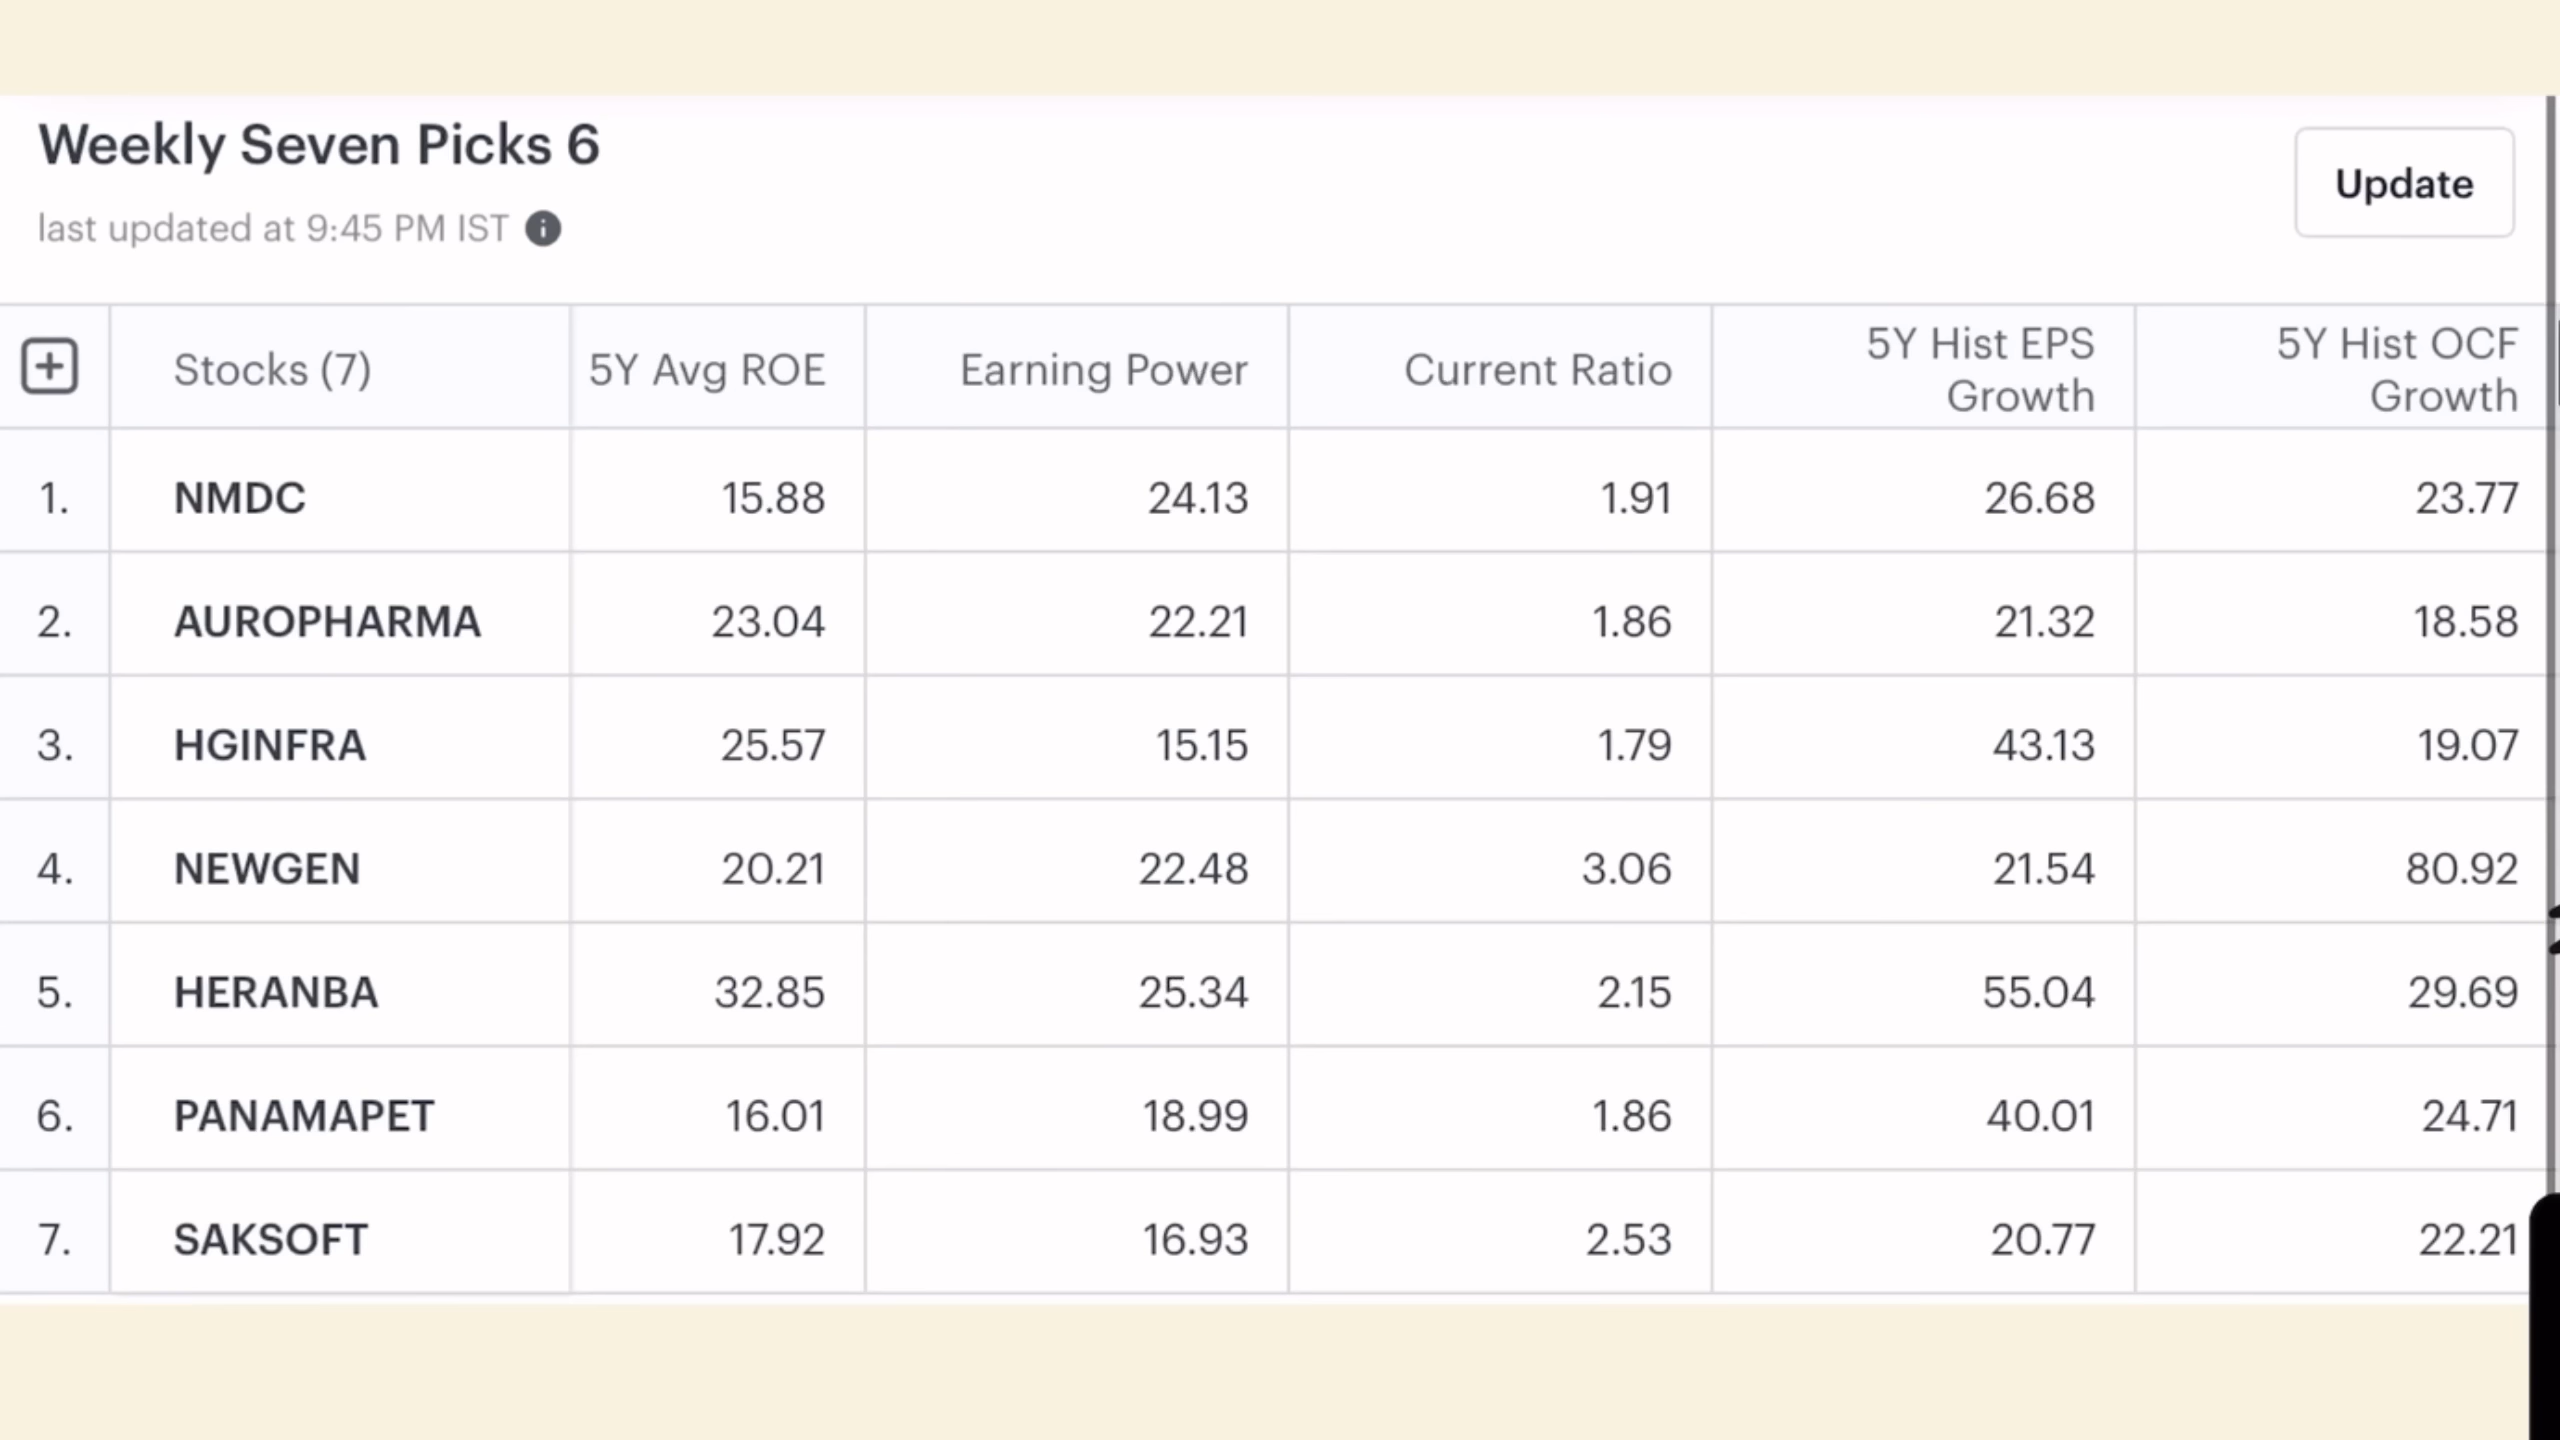 Weekly Seven Picks 6
Update
last updated at 9:45 PM IST
Stocks (7) 5Y Avg ROE Earning Power Current Ratio 5Y Hist EPS Growth 5Y Hist OCF Growth
1. NMDC 15.88 24.13 1.91 26.68 23.77
2. AUROPHARMA 23.04 22.21 1.86 21.32 18.58
3. HGINFRA 25.57 15.15 1.79 43.13 19.07
4. NEWGEN 20.21 22.48 3.06 21.54 80.92
5. HERANBA 32.85 25.34 2.15 55.04 29.69
6. PANAMAPET 16.01 18.99 1.86 40.01 24.71
7. SAKSOFT 17.92 16.93 2.53 20.77 22.21